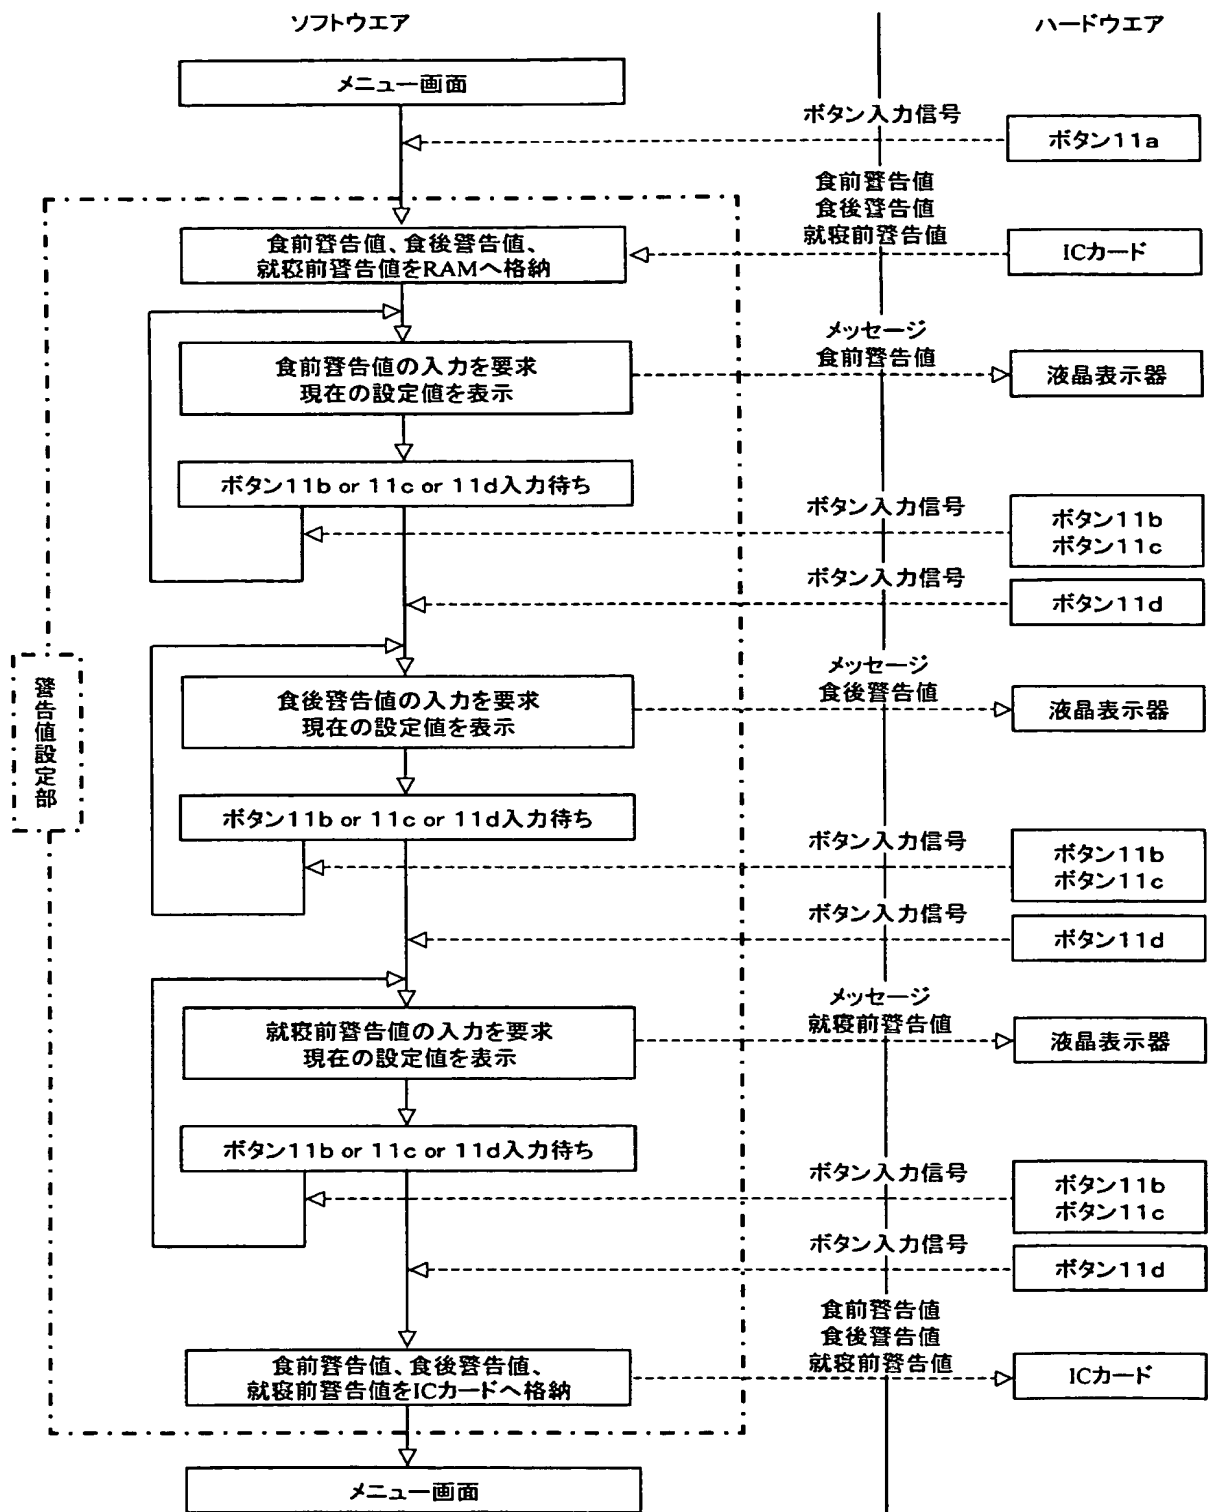 ソフトウエア
ハードウエア
メニュー画面
ボタン入力信号
ボタン11a
食前警告値
食後警告値
就寝前警告値
食前警告値、食後警告値、
就寝前警告値をRAMへ格納
ICカード
メッセージ
食前警告値
食前警告値の入力を要求
現在の設定値を表示
液晶表示器
ボタン11b or 11c or 11d入力待ち
ボタン入力信号
ボタン11b
ボタン11c
ボタン入力信号
ボタン11d
警告値設定部
メッセージ
食後警告値
食後警告値の入力を要求
現在の設定値を表示
液晶表示器
ボタン11b or 11c or 11d入力待ち
ボタン入力信号
ボタン11b
ボタン11c
ボタン入力信号
ボタン11d
メッセージ
就寝前警告値
就寝前警告値の入力を要求
現在の設定値を表示
液晶表示器
ボタン11b or 11c or 11d入力待ち
ボタン入力信号
ボタン11b
ボタン11c
ボタン入力信号
ボタン11d
食前警告値
食後警告値
就寝前警告値
食前警告値、食後警告値、
就寝前警告値をICカードへ格納
ICカード
メニュー画面